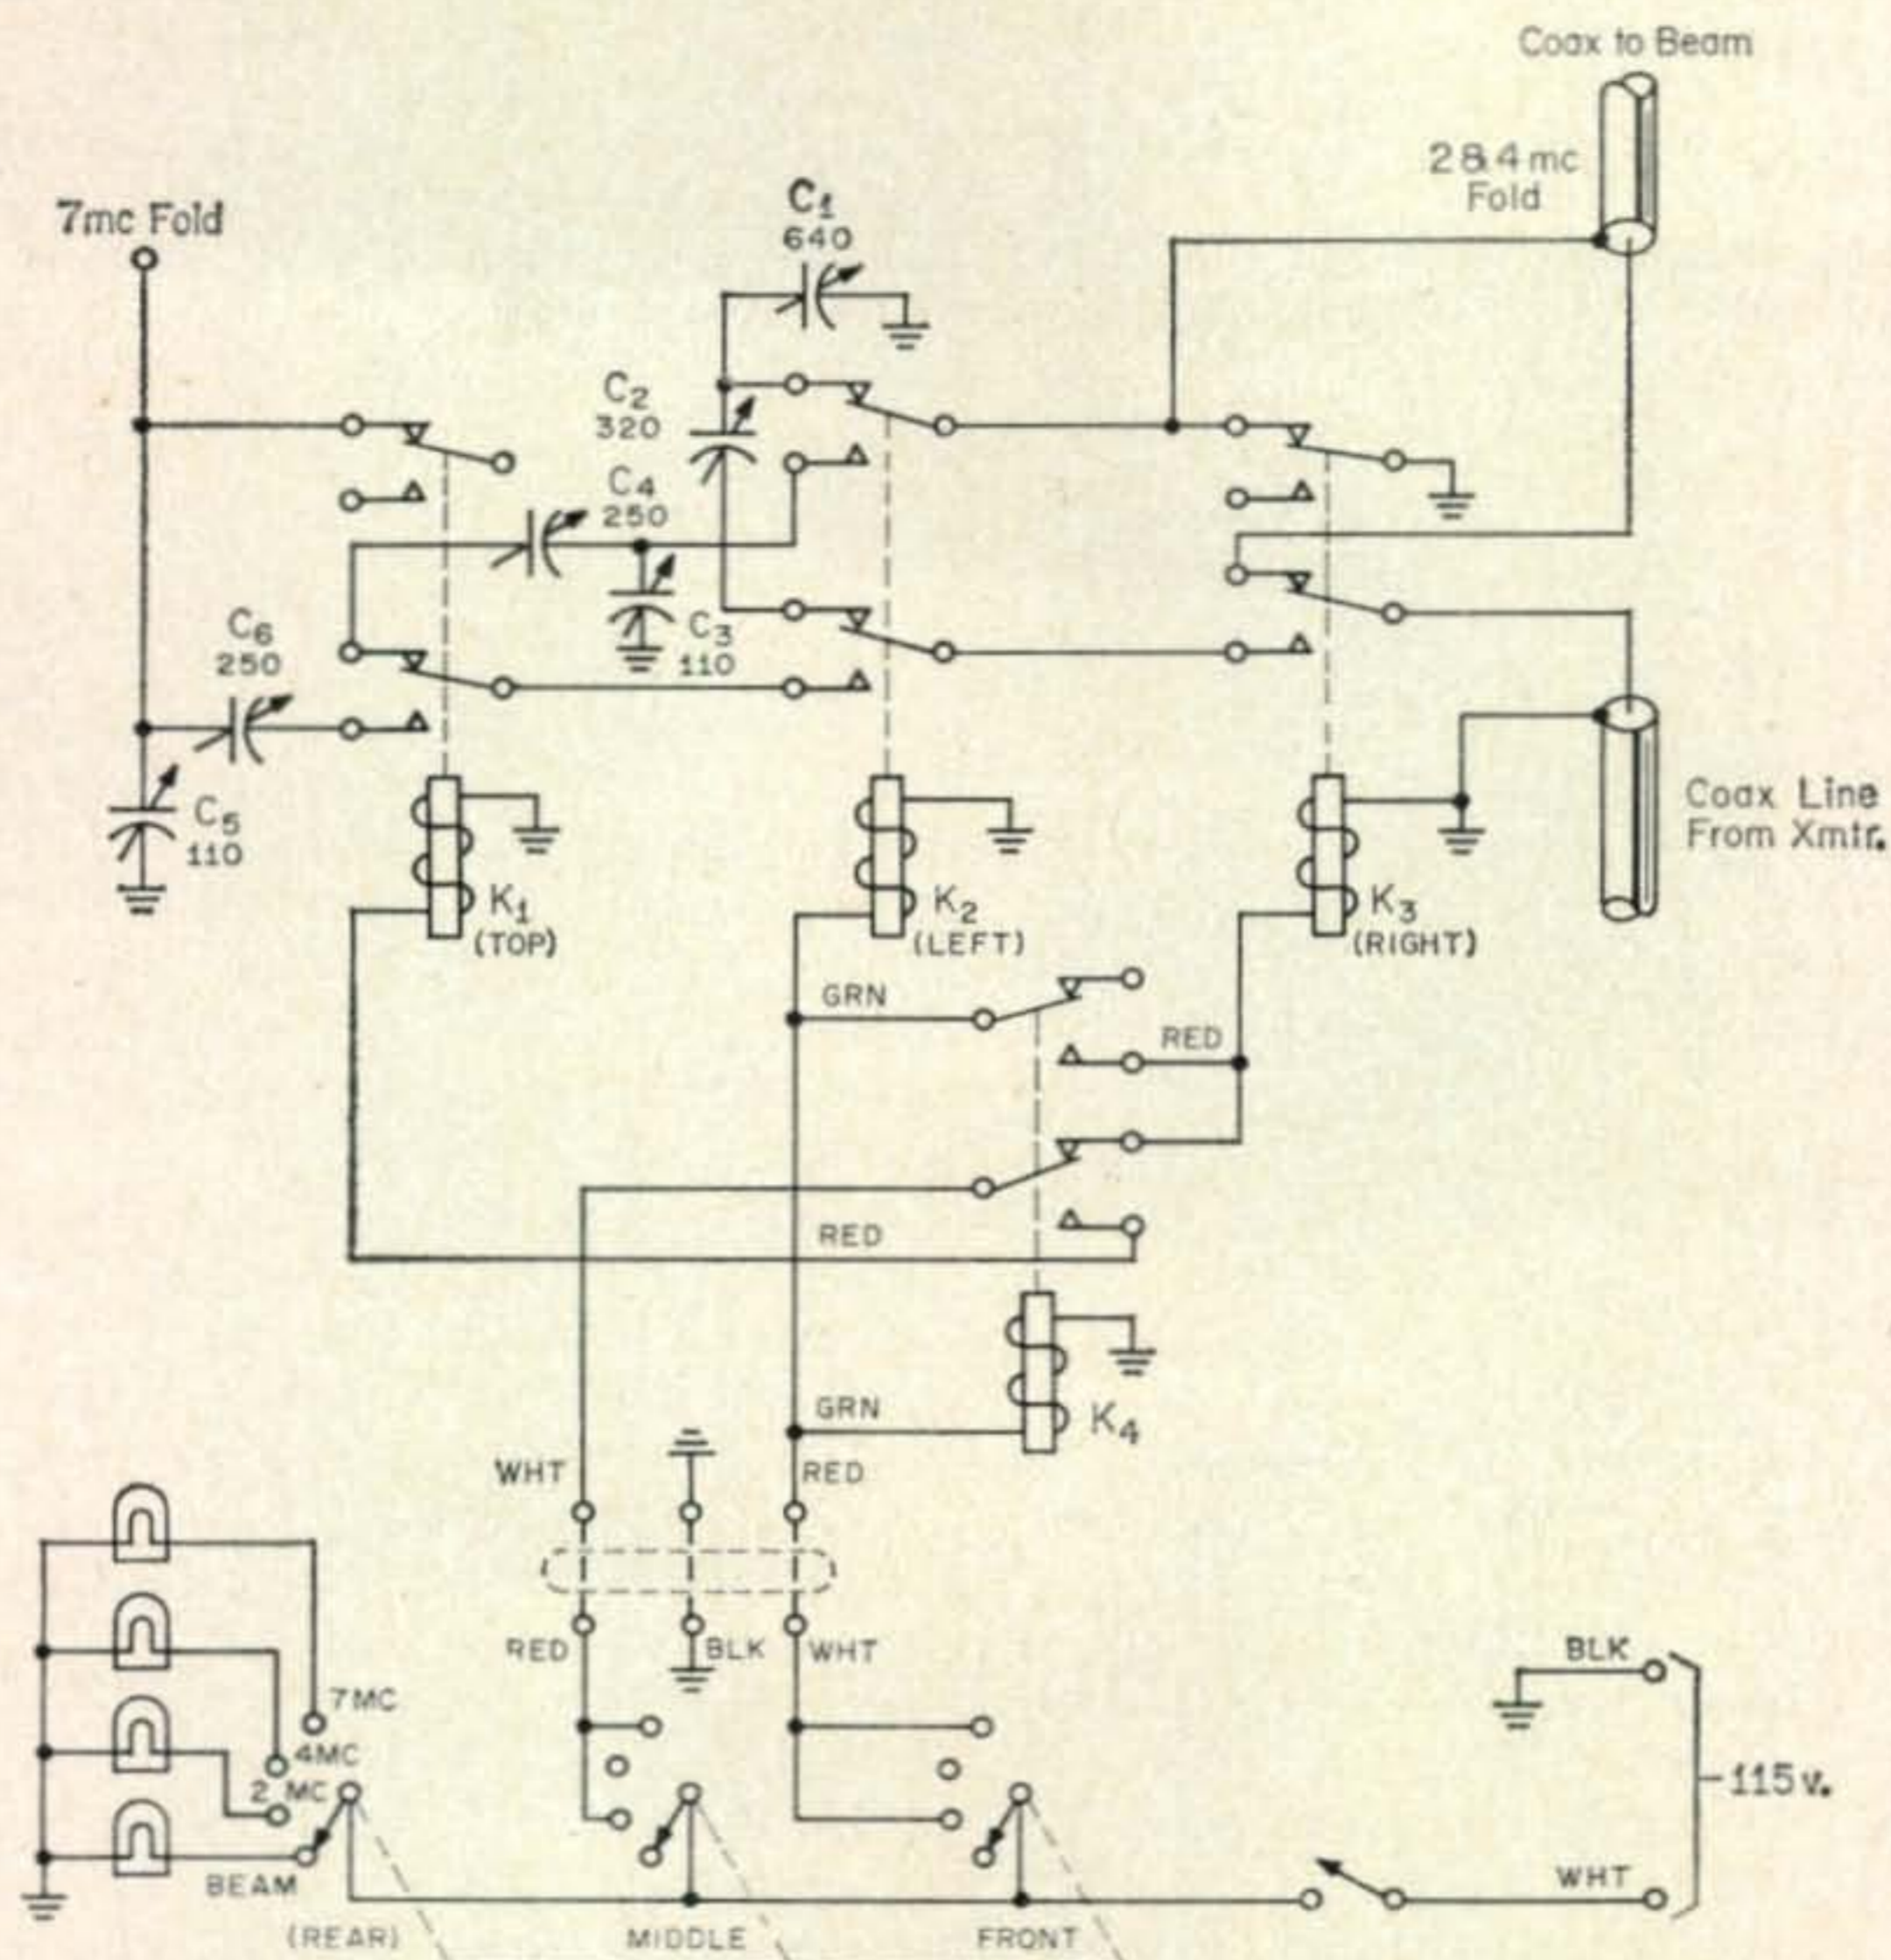 Coax to Beam
2&4 mc
Fold
7mc Fold
C1
640
C2
320
C4
250
C3
110
C6
250
C5
110
K1
(TOP)
K2
(LEFT)
K3
(RIGHT)
Coax Line
From Xmtr.
GRN
RED
RED
GRN
K4
WHT
RED
RED
BLK
WHT
7MC
4MC
2 MC
BEAM
(REAR)
MIDDLE
FRONT
BLK
115 v.
WHT